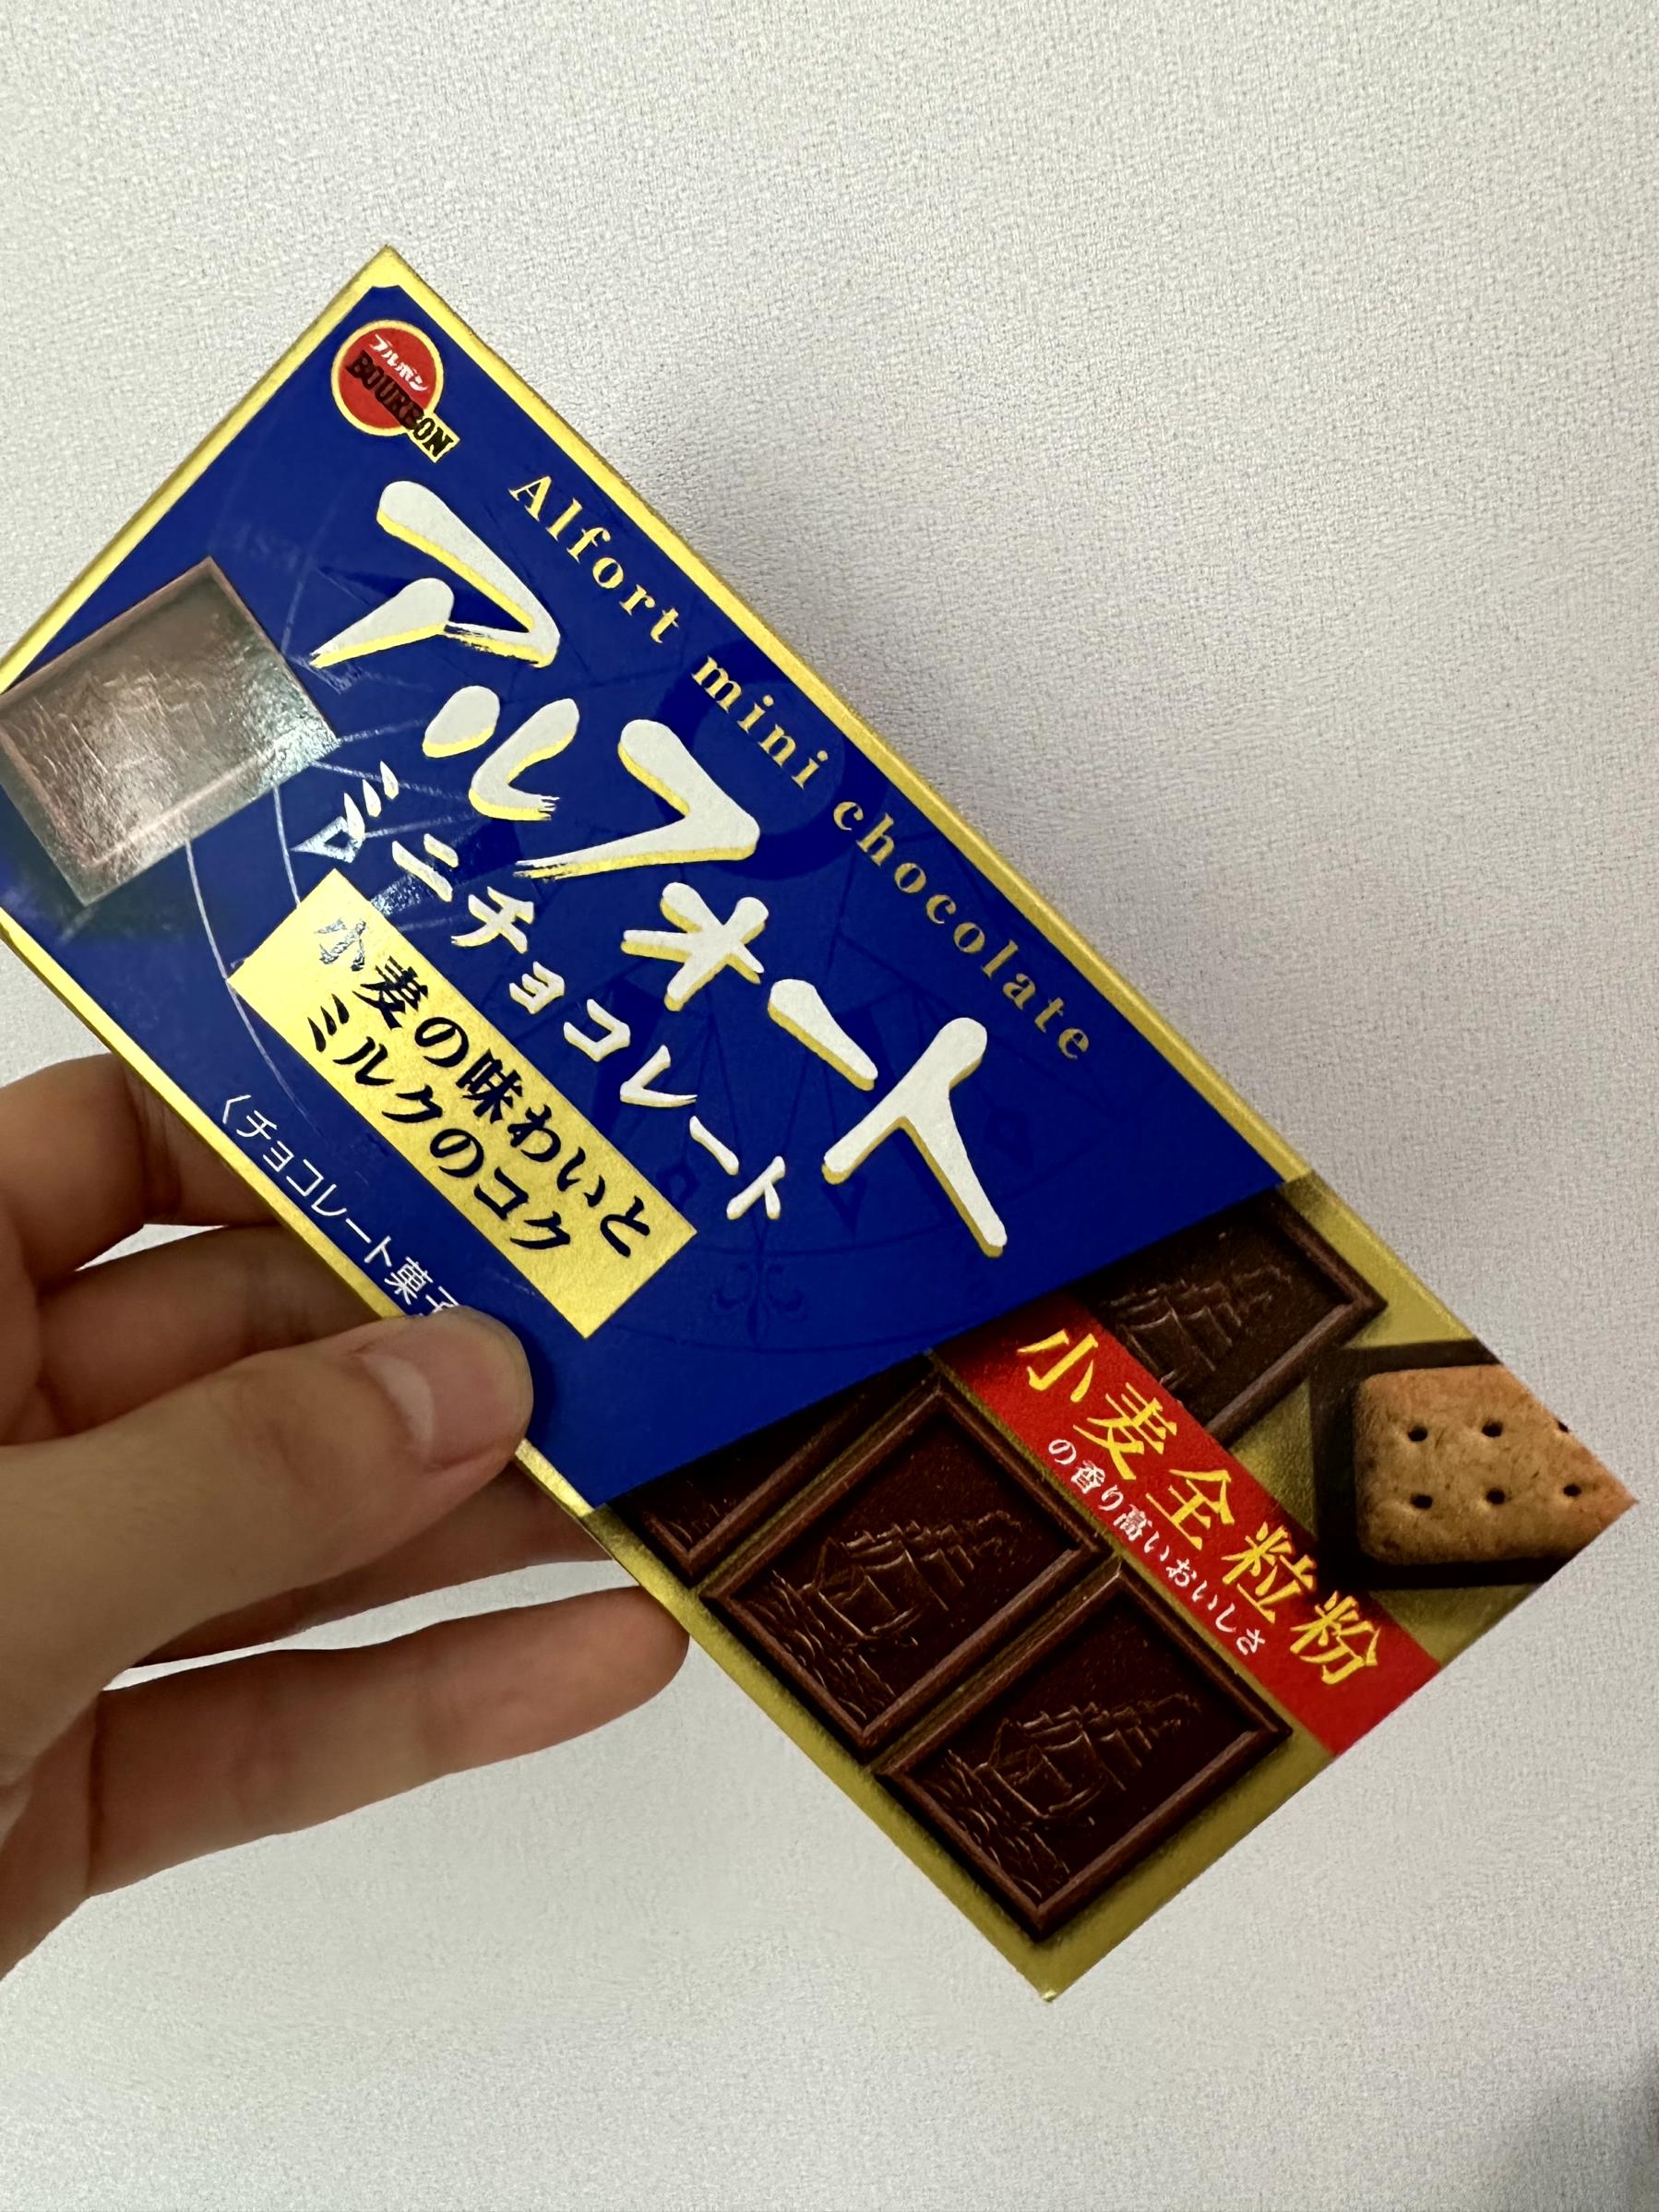 ブルボン
BOURBON
Alfort mini chocolate
アルフォート
ミニチョコレート
小麦の味わいと
ミルクのコク
〈チョコレート菓子
小麦全粒粉
の香り高いおいしさ